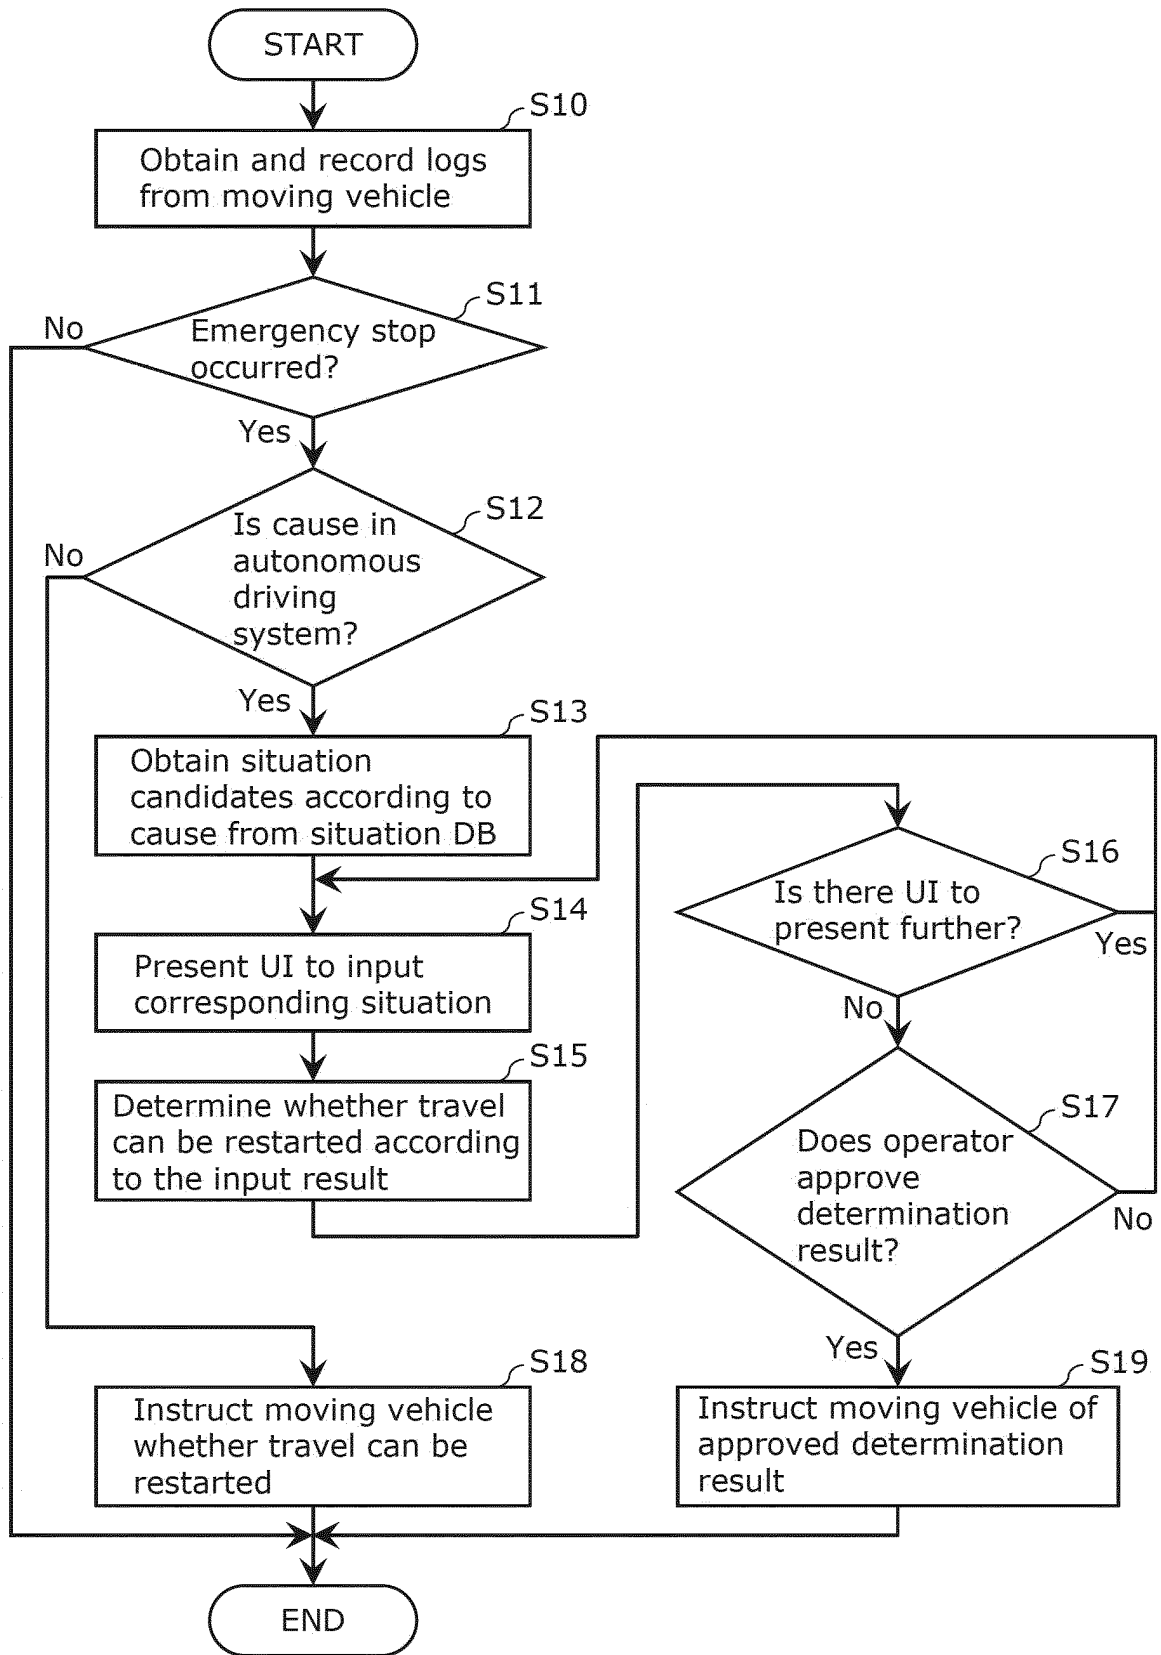 START
S10
Obtain and record logs
from moving vehicle
S11
No
Emergency stop
occurred?
Yes
S12
No
Is cause in
autonomous
driving
system?
Yes
S13
Obtain situation
candidates according to
cause from situation DB
S14
Present UI to input
corresponding situation
S15
Determine whether travel
can be restarted according
to the input result
S16
Is there UI to
present further?
Yes
No
S17
Does operator
approve
determination
result?
No
Yes
S18
Instruct moving vehicle
whether travel can be
restarted
S19
Instruct moving vehicle of
approved determination
result
END